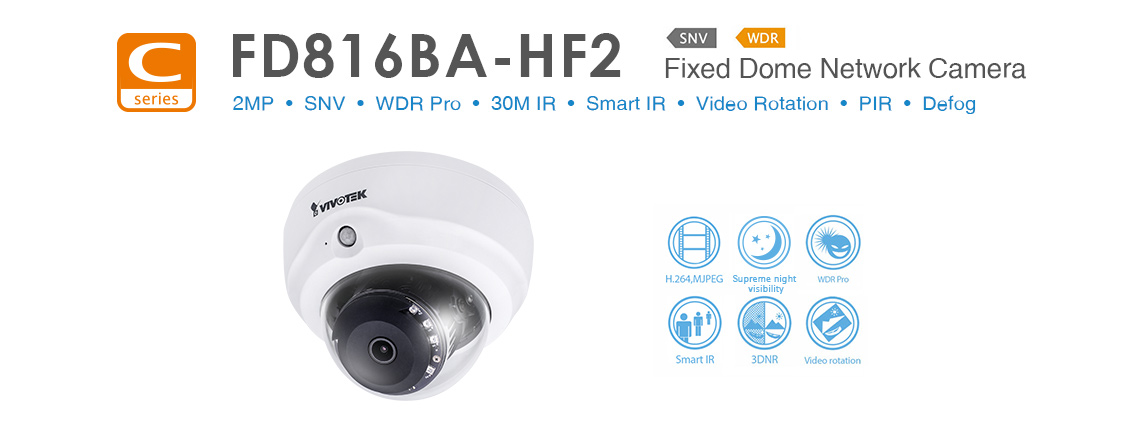 C
series
FD816BA-HF2
SNV
WDR
Fixed Dome Network Camera
2MP • SNV • WDR Pro • 30M IR • Smart IR • Video Rotation • PIR • Defog
VIVOTEK
H.264,MJPEG
Supreme night
visibility
WDR Pro
Smart IR
3DNR
Video rotation